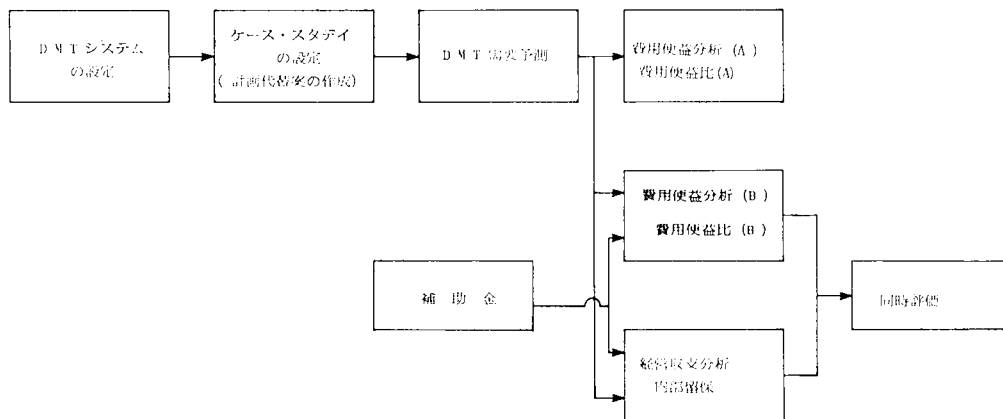 DMTシステム
の設定
ケース・スタデイ
の設定
(計画代替案の作成)
DMT需要予測
費用便益分析(A)
費用便益比(A)
費用便益分析(B)
費用便益比(B)
補助金
経営収支分析
内部留保
同時評価